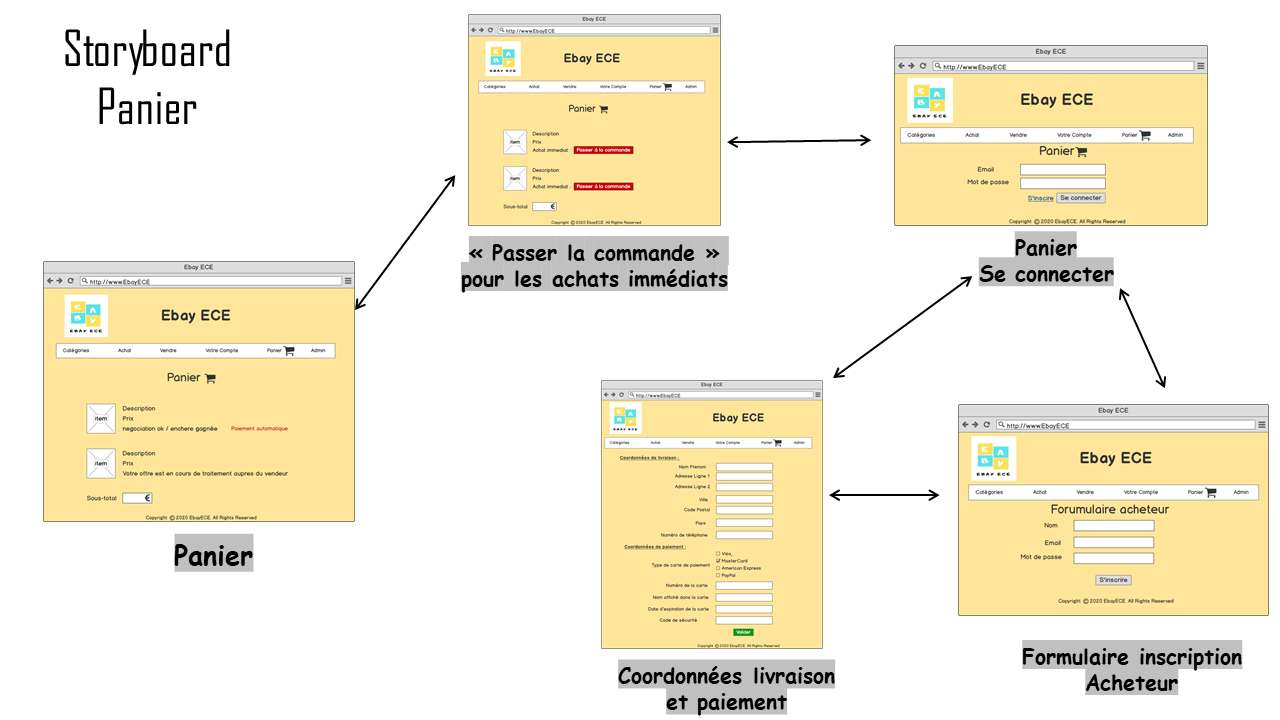 Storyboard
Panier
Ebay ECE
http://www.EbayECE
E A
B Y
EBAY ECE
Ebay ECE
Catégories Achat Vendre Votre Compte Panier Admin
Panier
item
Description
Prix
negociation ok / enchere gagnée Paiement automatique
item
Description
Prix
Votre offre est en cours de traitement aupres du vendeur
Sous-total €
Copyright © 2020 EbayECE. All Rights Reserved
Panier
Ebay ECE
http://www.EbayECE
E A
B Y
EBAY ECE
Ebay ECE
Catégories Achat Vendre Votre Compte Panier Admin
Panier
item
Description
Prix
Achat immediat : Passer à la commande
item
Description
Prix
Achat immediat : Passer à la commande
Sous-total €
Copyright © 2020 EbayECE. All Rights Reserved
« Passer la commande »
pour les achats immédiats
Ebay ECE
http://www.EbayECE
E A
B Y
EBAY ECE
Ebay ECE
Catégories Achat Vendre Votre Compte Panier Admin
Panier
Email
Mot de passe
S'inscire Se connecter
Copyright © 2020 EbayECE. All Rights Reserved
Panier
Se connecter
Ebay ECE
http://www.EbayECE
E A
B Y
EBAY ECE
Ebay ECE
Catégories Achat Vendre Votre Compte Panier Admin
Coordonnées de livraison :
Nom Prenom
Adresse Ligne 1
Adresse Ligne 2
Ville
Code Postal
Pays
Numéro de téléphone
Coordonnées de paiement :
Type de carte de paiement
Visa,
MasterCard
American Express
PayPal
Numéro de la carte
Nom affiché dans la carte
Date d'expiration de la carte
Code de sécurité
Valider
Copyright © 2020 EbayECE. All Rights Reserved
Coordonnées livraison
et paiement
Ebay ECE
http://www.EbayECE
E A
B Y
EBAY ECE
Ebay ECE
Catégories Achat Vendre Votre Compte Panier Admin
Forumulaire acheteur
Nom
Email
Mot de passe
S'inscrire
Copyright © 2020 EbayECE. All Rights Reserved
Formulaire inscription
Acheteur